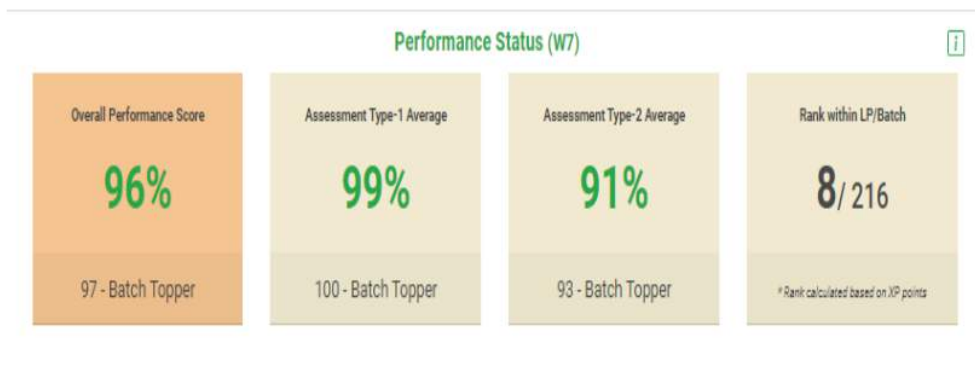 Performance Status (W7)
i
Overall Performance Score
96%
97 - Batch Topper
Assessment Type-1 Average
99%
100 - Batch Topper
Assessment Type-2 Average
91%
93 - Batch Topper
Rank within LP/Batch
8/ 216
* Rank calculated based on XP points